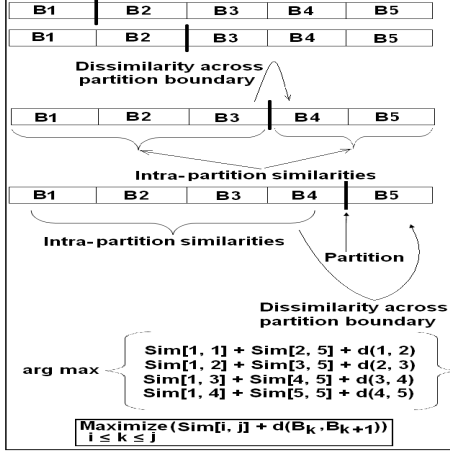 B1 B2 B3 B4 B5
B1 B2 B3 B4 B5
Dissimilarity across
partition boundary
B1 B2 B3 B4 B5
Intra-partition similarities
B1 B2 B3 B4 B5
Intra-partition similarities
Partition
Dissimilarity across
partition boundary
arg max
Sim[1, 1] + Sim[2, 5] + d(1, 2)
Sim[1, 2] + Sim[3, 5] + d(2, 3)
Sim[1, 3] + Sim[4, 5] + d(3, 4)
Sim[1, 4] + Sim[5, 5] + d(4, 5)
Maximize(Sim[i, j] + d(Bk,Bk+1))
i ≤ k ≤ j